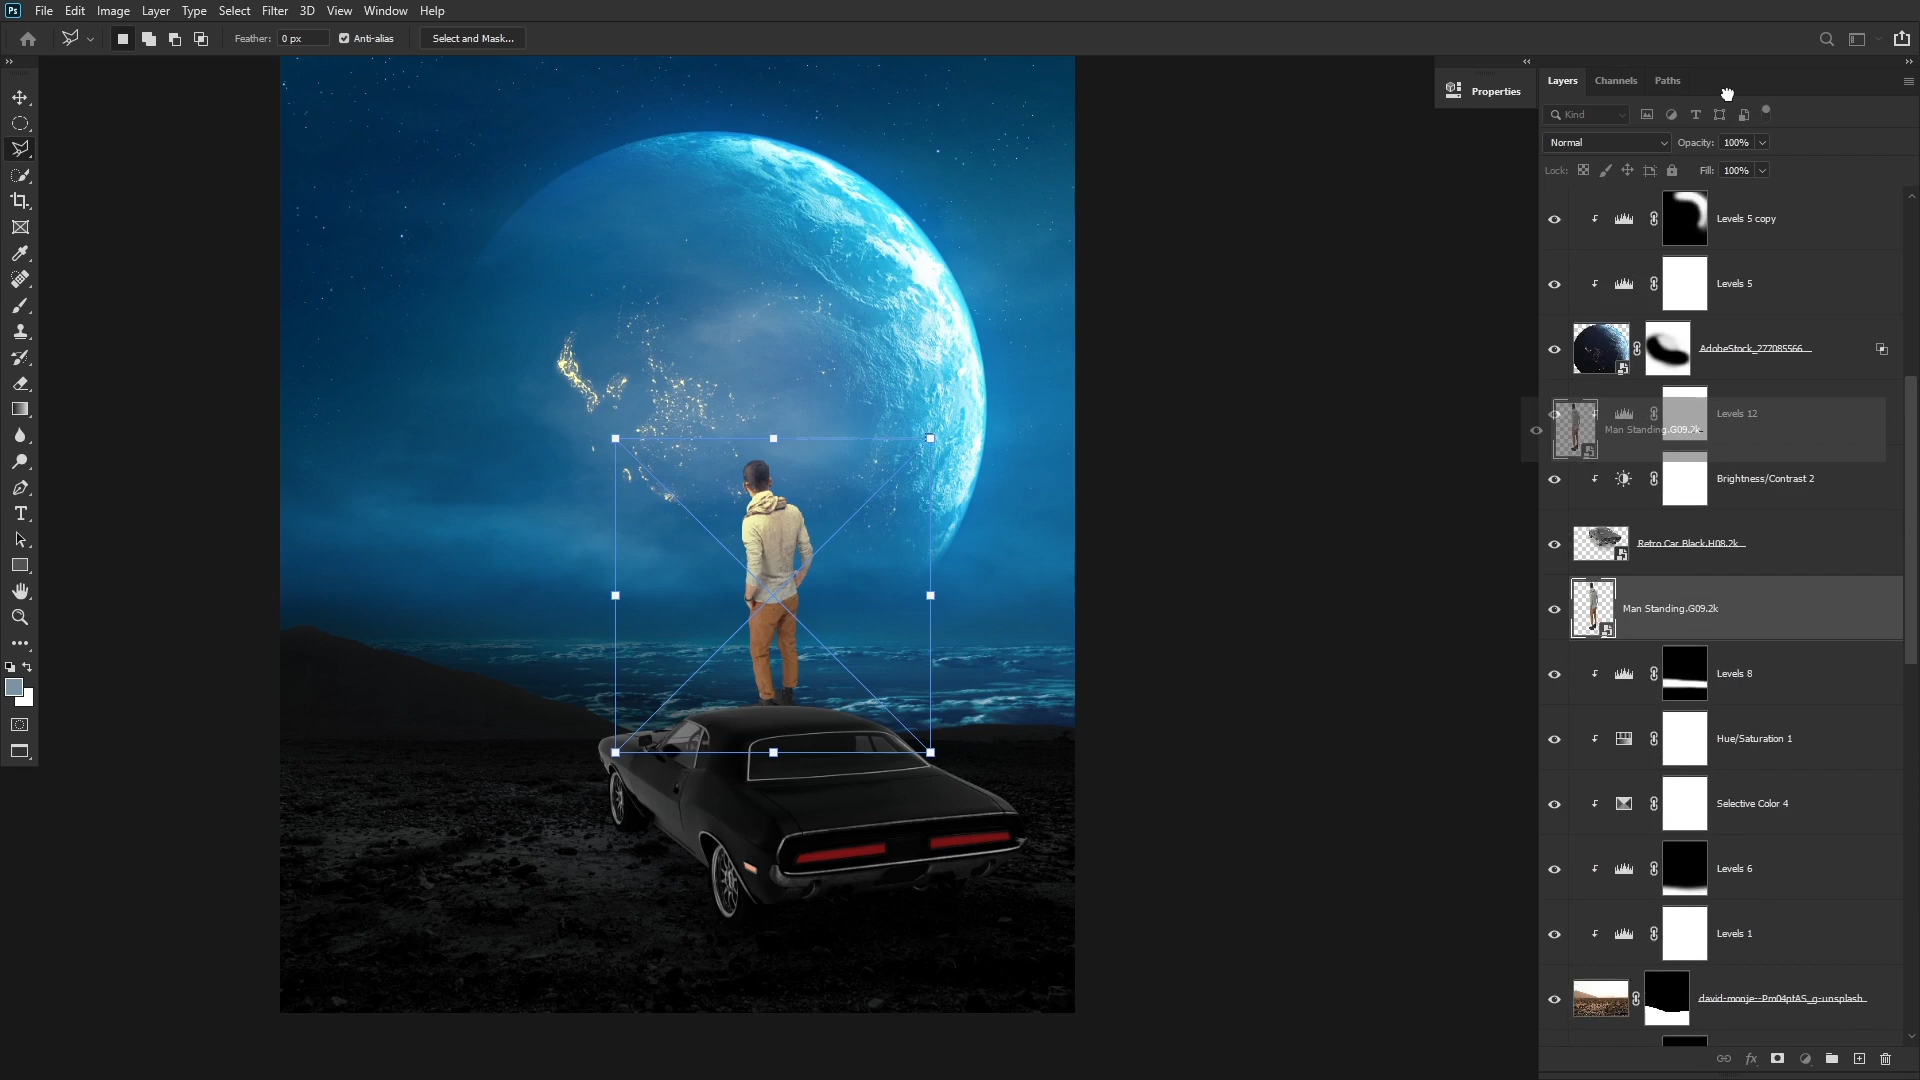 Ps File Edit Image Layer Type Select Filter 3D View Window Help
Feather: 0 px Anti-alias Select and Mask...
Properties
Layers Channels Paths
Kind
Normal Opacity: 100%
Lock: Fill: 100%
Levels 5 copy
Levels 5
AdobeStock_277085566...
Levels 12
Man Standing.G09.2k
Brightness/Contrast 2
Retro Car Black.H08.2k
Man Standing.G09.2k
Levels 8
Hue/Saturation 1
Selective Color 4
Levels 6
Levels 1
david-monje--Pm04ptAS_g-unsplash
fx